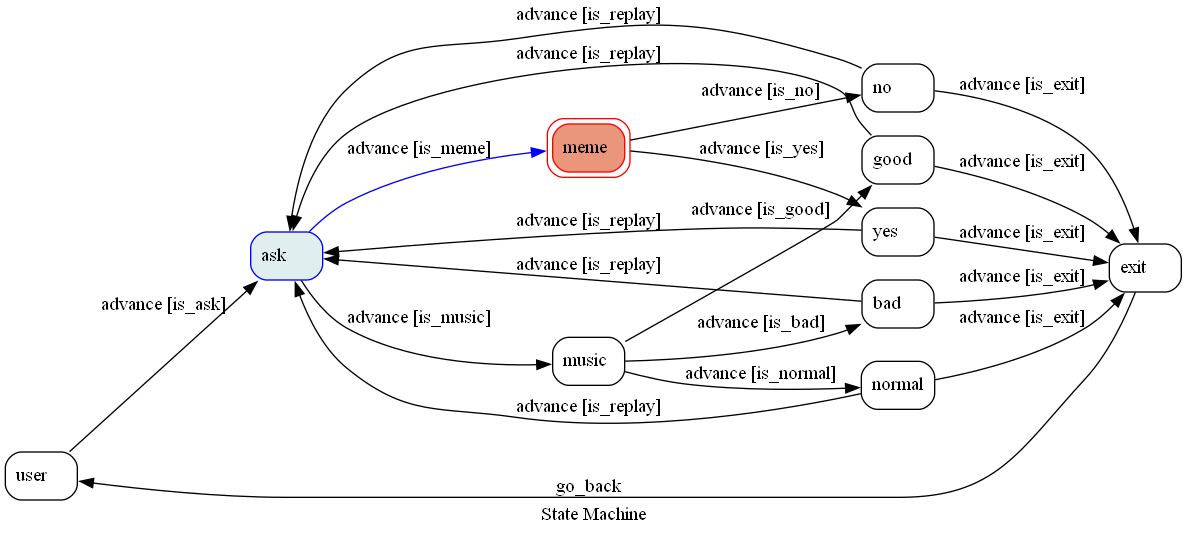 advance [is_replay]
advance [is_replay]
no
advance [is_exit]
advance [is_no]
advance [is_meme]
meme
advance [is_yes]
good
advance [is_exit]
advance [is_good]
advance [is_replay]
yes
advance [is_exit]
ask
advance [is_replay]
exit
advance [is_exit]
advance [is_ask]
bad
advance [is_music]
advance [is_bad]
advance [is_exit]
music
advance [is_normal]
normal
advance [is_replay]
user
go_back
State Machine